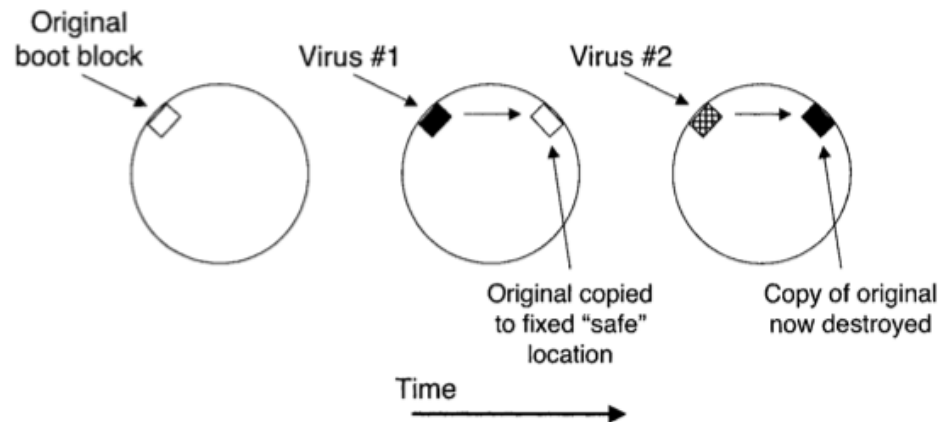 Original
boot block
Virus #1
Virus #2
Original copied
to fixed “safe”
location
Copy of original
now destroyed
Time